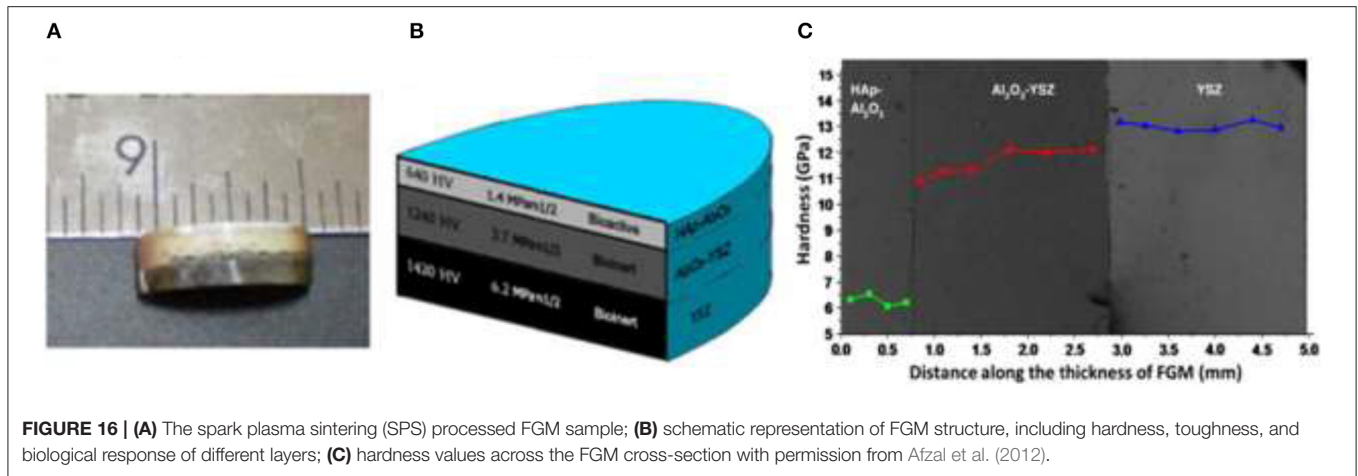 A
B
C
9
640 HV 1.4 MPam1/2 Bioactive
1240 HV 3.7 MPam1/2 Bioinert
1420 HV 6.2 MPam1/2 Bioinert
HAp-Al2O3
Al2O3-YSZ
YSZ
HAp-
Al₂O₃
Al₂O₃-YSZ
YSZ
Hardness (GPa)
15
14
13
12
11
10
9
8
7
6
5
0.0 0.5 1.0 1.5 2.0 2.5 3.0 3.5 4.0 4.5 5.0
Distance along the thickness of FGM (mm)
FIGURE 16 | (A) The spark plasma sintering (SPS) processed FGM sample; (B) schematic representation of FGM structure, including hardness, toughness, and
biological response of different layers; (C) hardness values across the FGM cross-section with permission from Afzal et al. (2012).